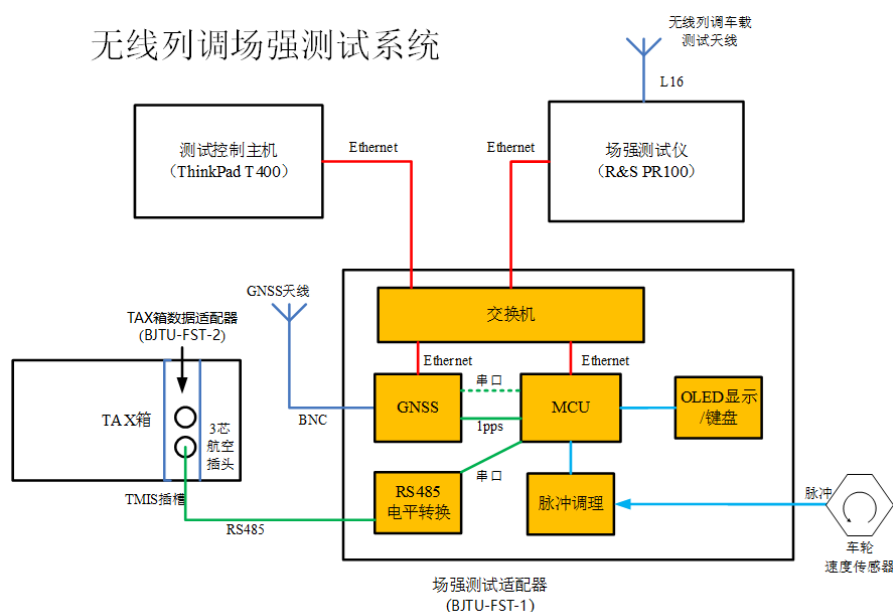 无线列调场强测试系统
无线列调车载
测试天线
L16
测试控制主机
（ThinkPad T400）
Ethernet
Ethernet
场强测试仪
（R&S PR100）
GNSS天线
TAX箱数据适配器
(BJTU-FST-2)
交换机
Ethernet
Ethernet
串口
GNSS
MCU
OLED显示
/键盘
BNC
1pps
TAX箱
3芯
航空
插头
串口
RS485
电平转换
脉冲调理
脉冲
TMIS插槽
RS485
车轮
速度传感器
场强测试适配器
(BJTU-FST-1)